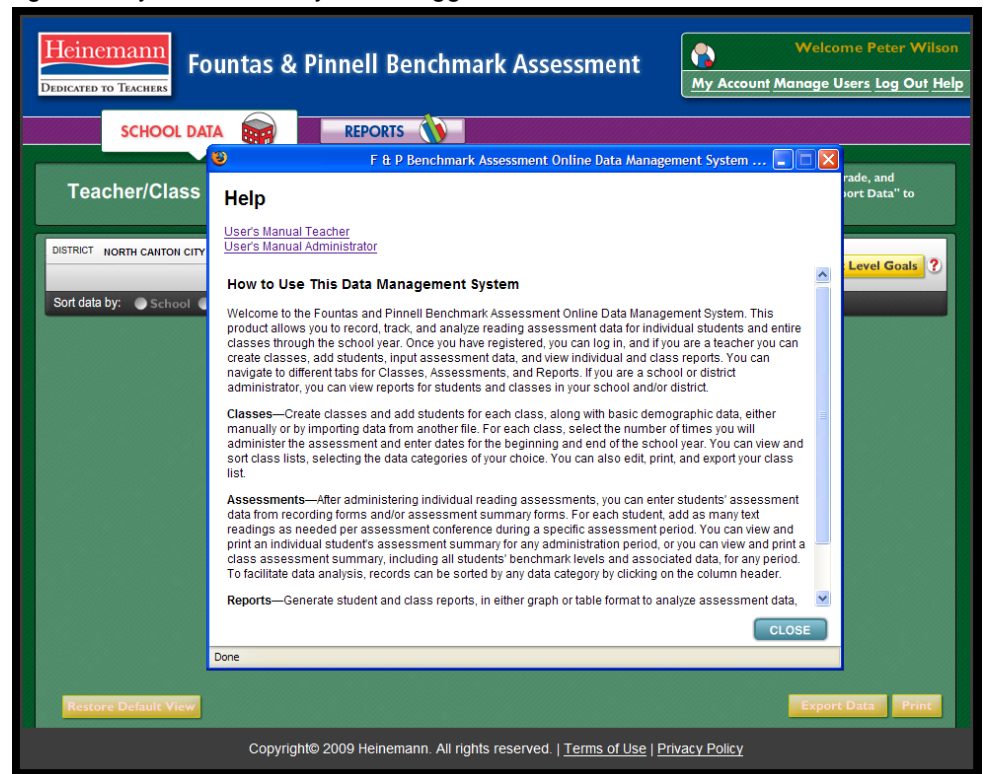 Heinemann
DEDICATED TO TEACHERS
Fountas & Pinnell Benchmark Assessment
Welcome Peter Wilson
My Account Manage Users Log Out Help
SCHOOL DATA
REPORTS
Teacher/Class
F & P Benchmark Assessment Online Data Management System ...
rade, and
ort Data" to
DISTRICT NORTH CANTON CITY
Level Goals ?
Sort data by: School
Help
User's Manual Teacher
User's Manual Administrator
How to Use This Data Management System
Welcome to the Fountas and Pinnell Benchmark Assessment Online Data Management System. This
product allows you to record, track, and analyze reading assessment data for individual students and entire
classes through the school year. Once you have registered, you can log in, and if you are a teacher you can
create classes, add students, input assessment data, and view individual and class reports. You can
navigate to different tabs for Classes, Assessments, and Reports. If you are a school or district
administrator, you can view reports for students and classes in your school and/or district.
Classes—Create classes and add students for each class, along with basic demographic data, either
manually or by importing data from another file. For each class, select the number of times you will
administer the assessment and enter dates for the beginning and end of the school year. You can view and
sort class lists, selecting the data categories of your choice. You can also edit, print, and export your class
list.
Assessments—After administering individual reading assessments, you can enter students' assessment
data from recording forms and/or assessment summary forms. For each student, add as many text
readings as needed per assessment conference during a specific assessment period. You can view and
print an individual student's assessment summary for any administration period, or you can view and print a
class assessment summary, including all students' benchmark levels and associated data, for any period.
To facilitate data analysis, records can be sorted by any data category by clicking on the column header.
Reports—Generate student and class reports, in either graph or table format to analyze assessment data,
CLOSE
Done
Restore Default View
Export Data Print
Copyright© 2009 Heinemann. All rights reserved. | Terms of Use | Privacy Policy